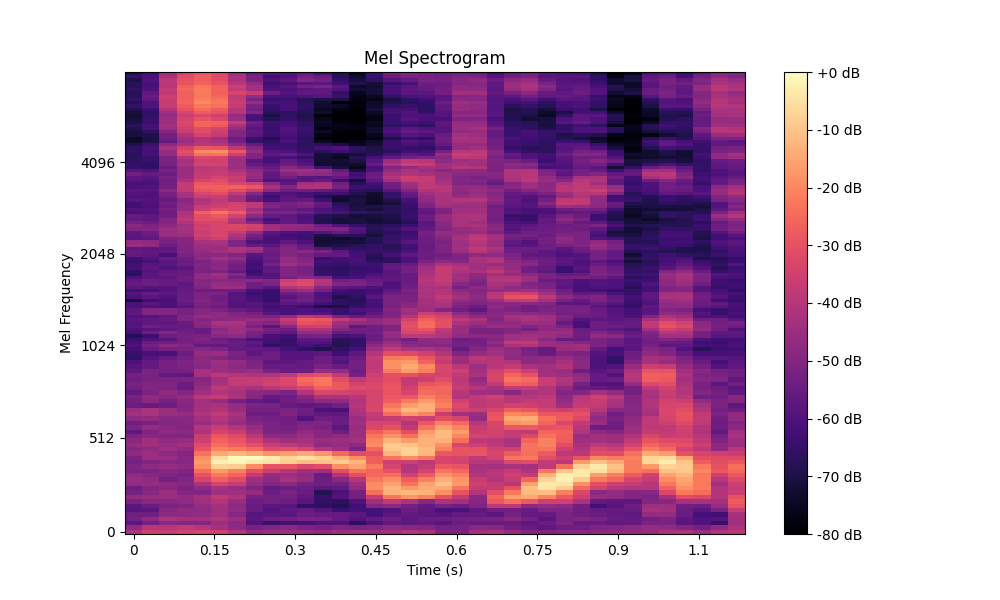 Mel Spectrogram
+0 dB
-10 dB
-20 dB
-30 dB
-40 dB
-50 dB
-60 dB
-70 dB
-80 dB
Mel Frequency
4096
2048
1024
512
0
0 0.15 0.3 0.45 0.6 0.75 0.9 1.1
Time (s)